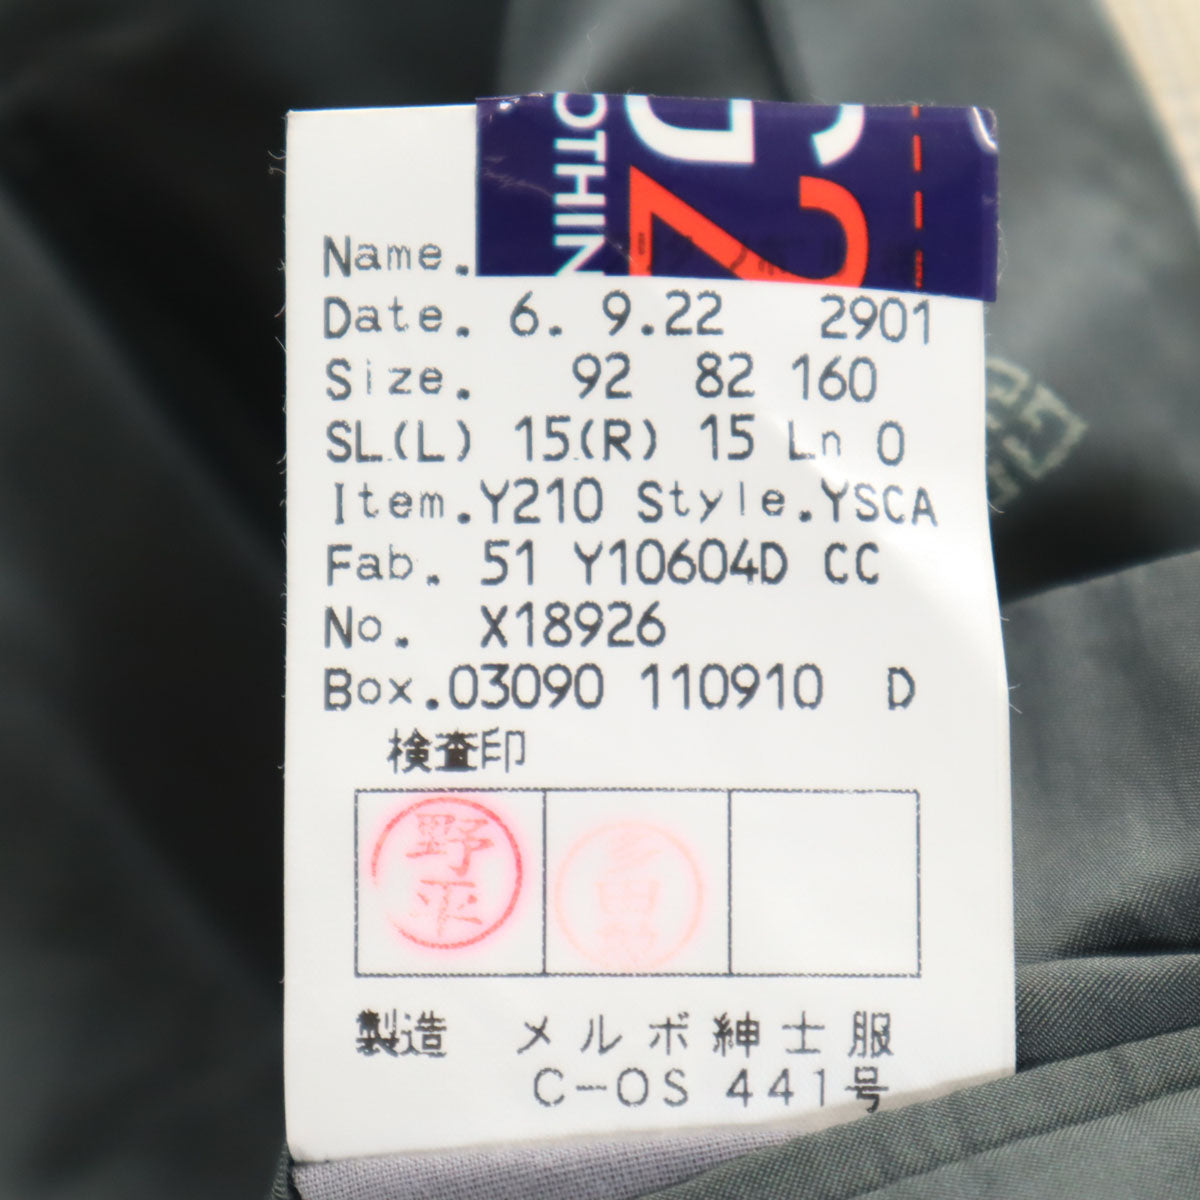 OTHIN
G2
Name.
Date. 6. 9.22 2901
Size. 92 82 160
SL(L) 15(R) 15 Ln 0
Item.Y210 Style.YSCA
Fab. 51 Y10604D CC
No. X18926
Box.03090 110910 D
検査印
野平
製造 メルボ紳士服
C-OS 441号